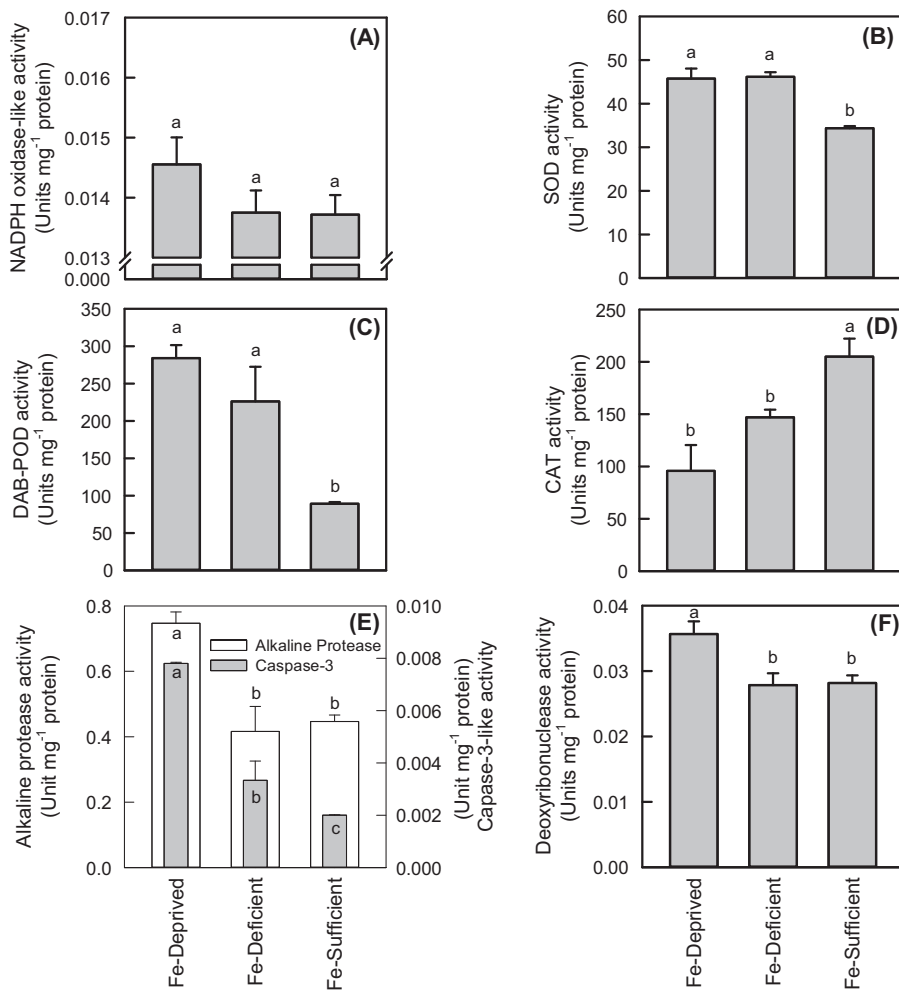 (A)
NADPH oxidase-like activity
(Units mg⁻¹ protein)
0.017
0.016
0.015
0.014
0.013
0.000
a
a
a
(B)
SOD activity
(Units mg⁻¹ protein)
60
50
40
30
20
10
0
a
a
b
(C)
DAB-POD activity
(Units mg⁻¹ protein)
350
300
250
200
150
100
50
0
a
a
b
(D)
CAT activity
(Units mg⁻¹ protein)
250
200
150
100
50
0
b
b
a
(E)
Alkaline protease activity
(Unit mg⁻¹ protein)
0.8
0.6
0.4
0.2
0.0
Alkaline Protease
Caspase-3
a
a
b
b
b
c
0.010
0.008
0.006
0.004
0.002
0.000
(Unit mg⁻¹ protein)
Capase-3-like activity
Fe-Deprived
Fe-Deficient
Fe-Sufficient
(F)
Deoxyribonuclease activity
(Units mg⁻¹ protein)
0.04
0.03
0.02
0.01
0.00
a
b
b
Fe-Deprived
Fe-Deficient
Fe-Sufficient